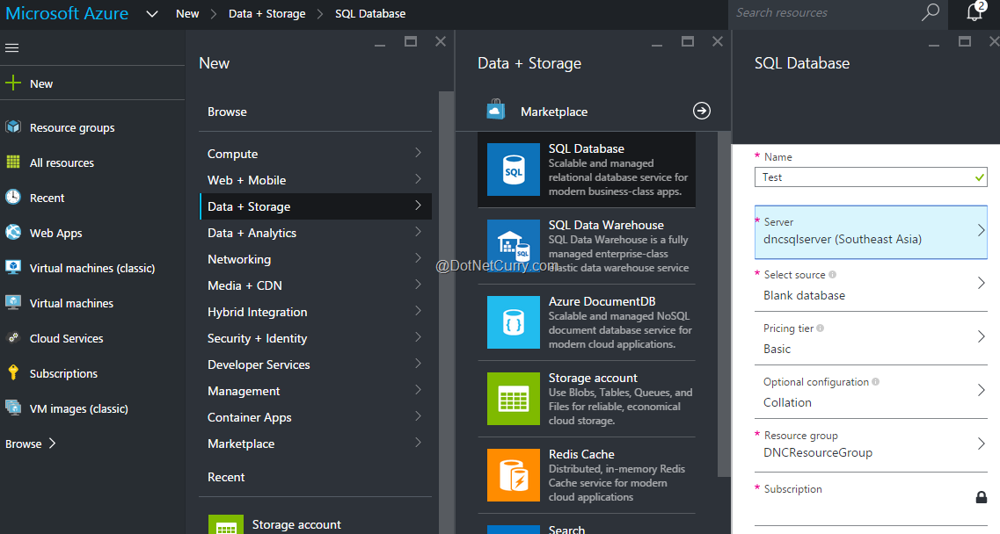 Microsoft Azure New Data + Storage SQL Database Search resources 2
New
Resource groups
All resources
Recent
Web Apps
Virtual machines (classic)
Virtual machines
Cloud Services
Subscriptions
VM images (classic)
Browse
New
Browse
Compute
Web + Mobile
Data + Storage
Data + Analytics
Networking
Media + CDN
Hybrid Integration
Security + Identity
Developer Services
Management
Container Apps
Marketplace
Recent
Storage account
Data + Storage
Marketplace
SQL
SQL Database
Scalable and managed
relational database service for
modern business-class apps.
SQL
SQL Data Warehouse
SQL Data Warehouse is a fully
managed enterprise-class
elastic data warehouse service
@DotNetCurry.com
Azure DocumentDB
Scalable and managed NoSQL
document database service for
modern cloud applications.
Storage account
Use Blobs, Tables, Queues, and
Files for reliable, economical
cloud storage.
Redis Cache
Distributed, in-memory Redis
Cache service for modern
cloud applications
Search
SQL Database
* Name
Test
* Server
dncsqlserver (Southeast Asia)
* Select source
Blank database
Pricing tier
Basic
Optional configuration
Collation
* Resource group
DNCResourceGroup
* Subscription